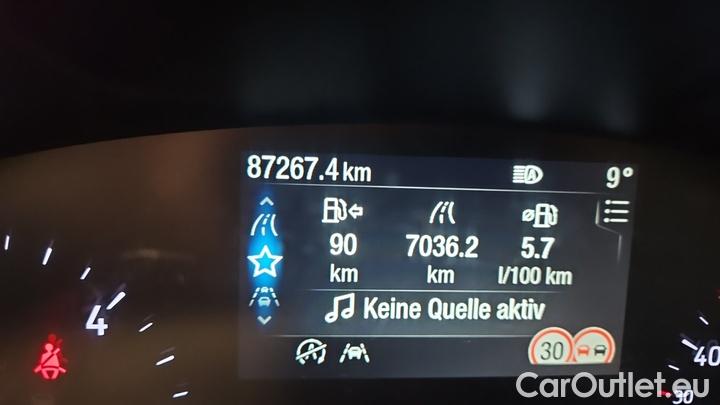 87267.4 km 9°
90 7036.2 5.7
km km l/100 km
Keine Quelle aktiv
4
30
40
30
CarOutlet.eu